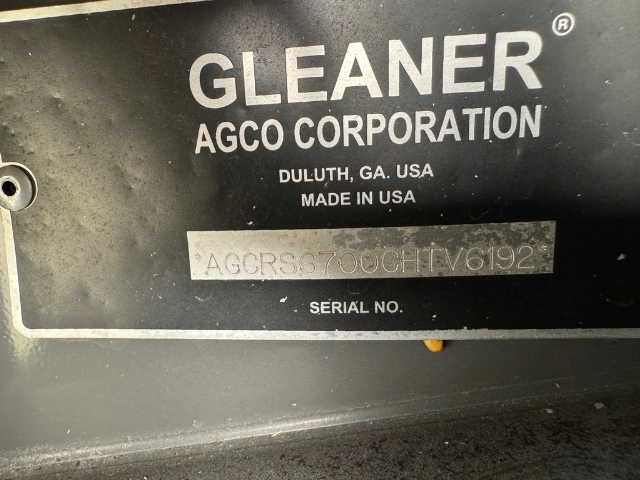 GLEANER®
AGCO CORPORATION
DULUTH, GA. USA
MADE IN USA
*AGCRS6700CHTV6192*
SERIAL NO.